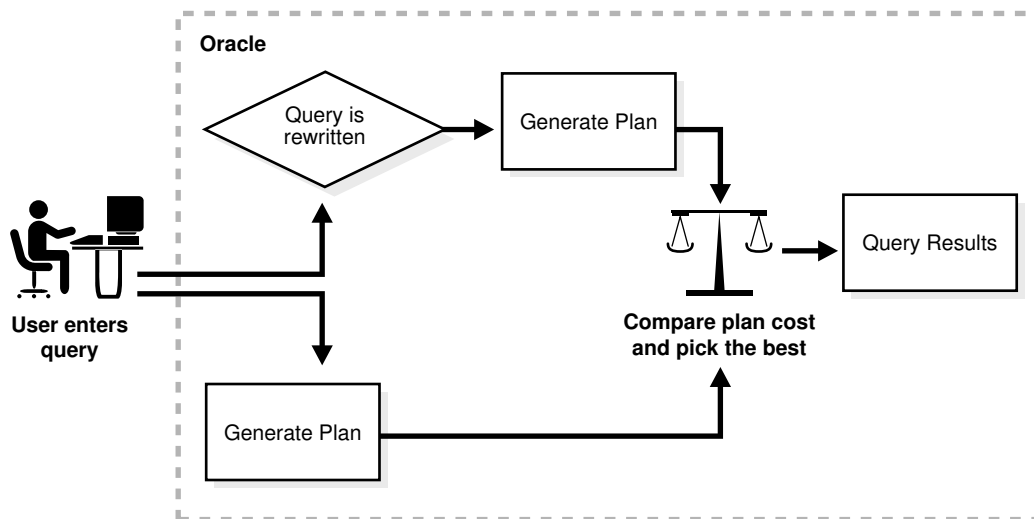 Oracle
Query is
rewritten
Generate Plan
Query Results
User enters
query
Compare plan cost
and pick the best
Generate Plan